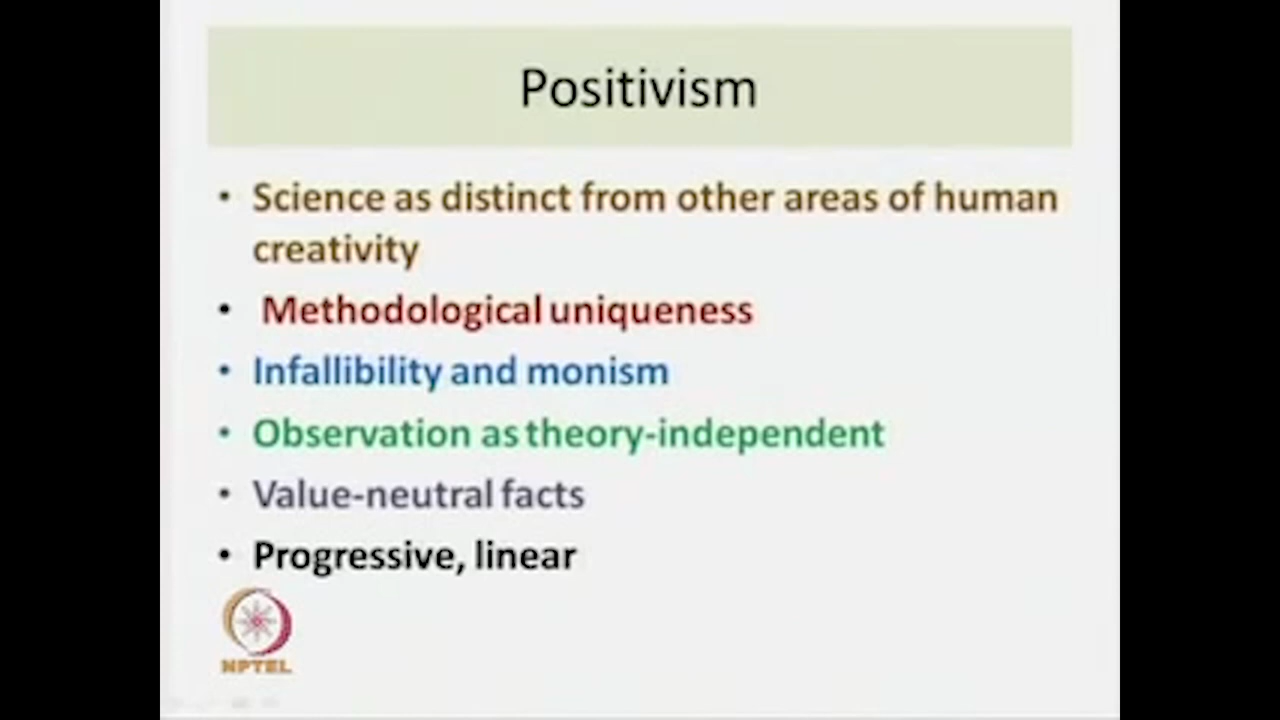 Positivism
• Science as distinct from other areas of human
creativity
• Methodological uniqueness
• Infallibility and monism
• Observation as theory-independent
• Value-neutral facts
• Progressive, linear
NPTEL